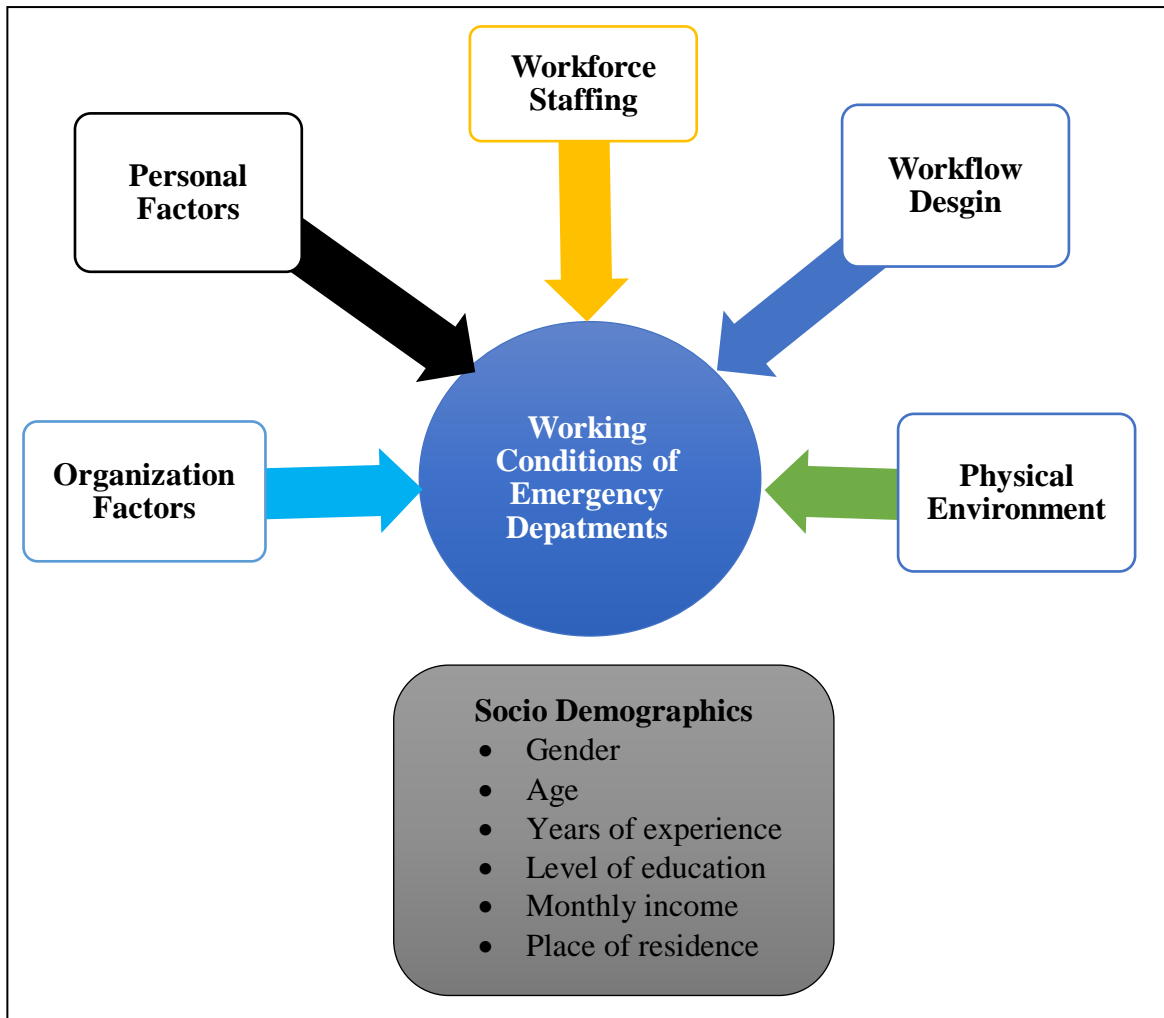 Workforce
Staffing
Personal
Factors
Workflow
Desgin
Organization
Factors
Working
Conditions of
Emergency
Depatments
Physical
Environment
Socio Demographics
• Gender
• Age
• Years of experience
• Level of education
• Monthly income
• Place of residence